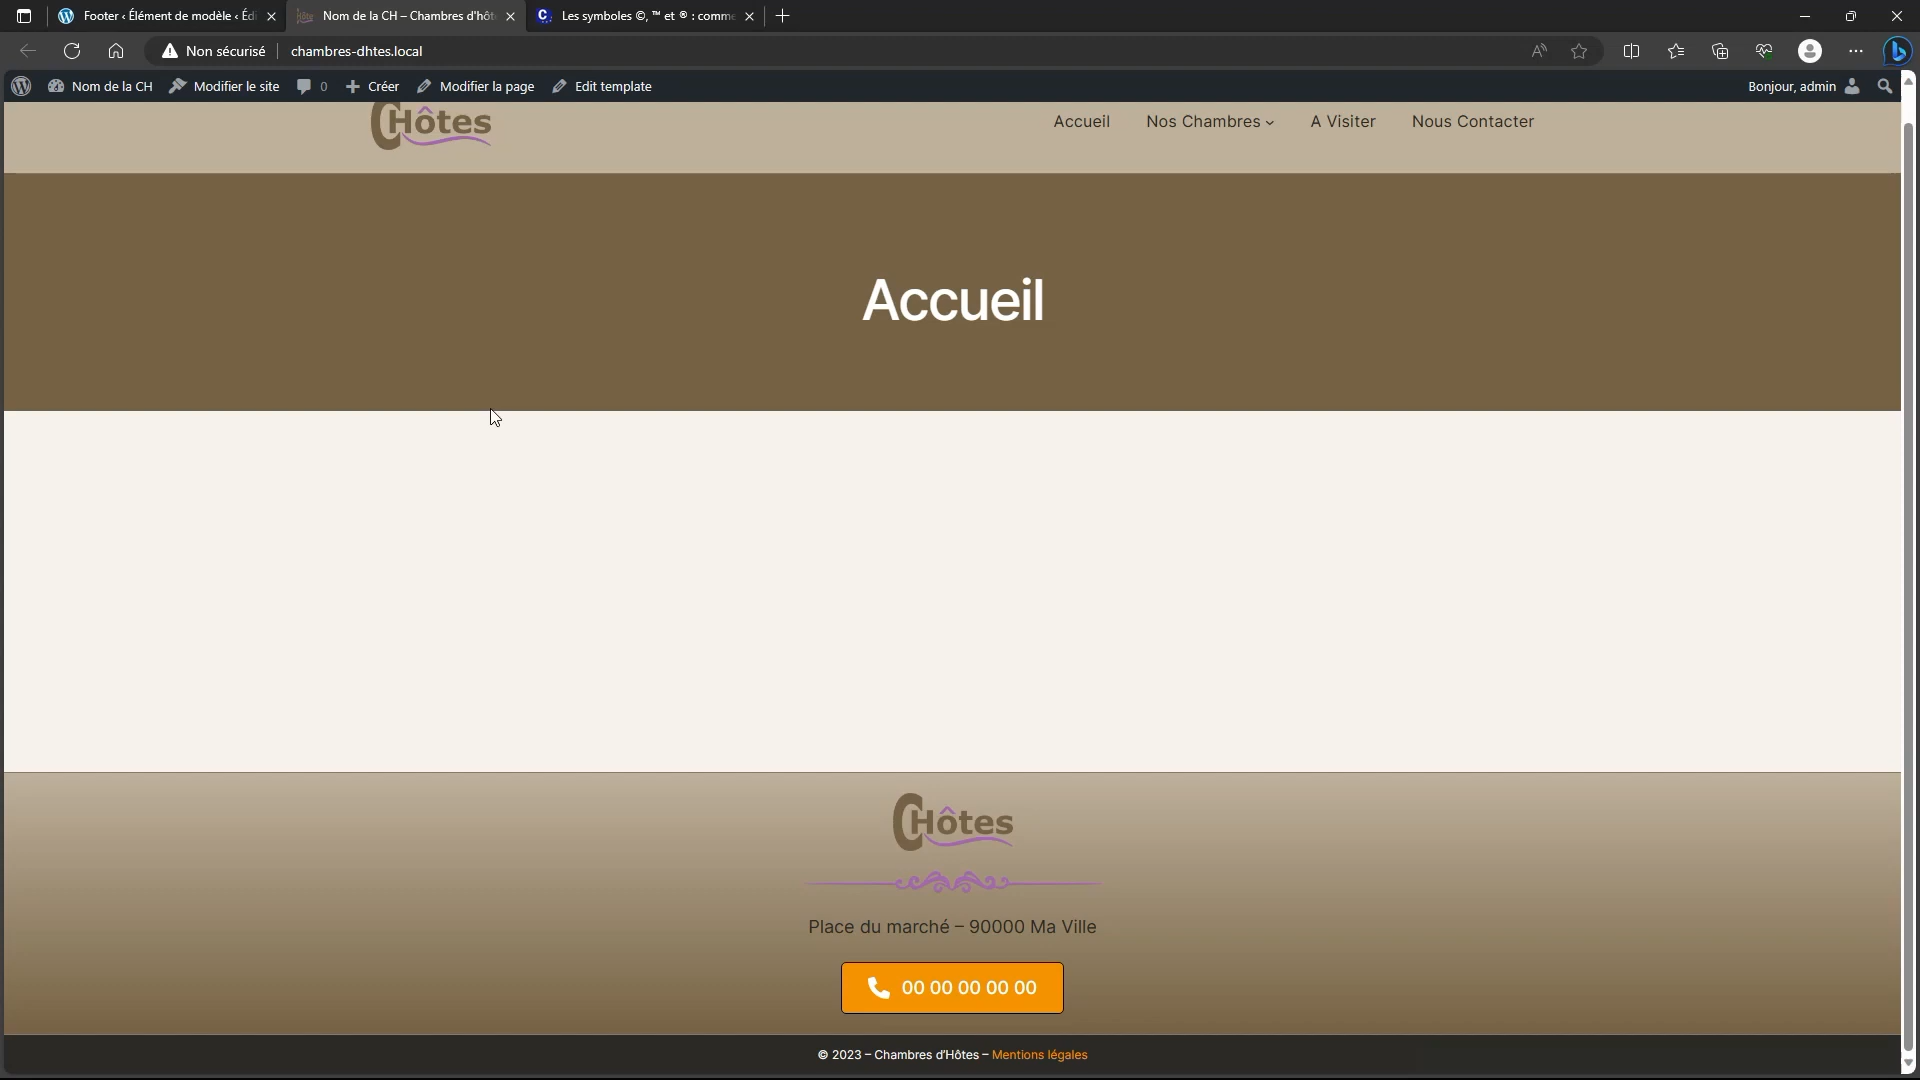 Footer ‹ Élément de modèle ‹ Édi
Nom de la CH – Chambres d'hôt
Les symboles ©, ™ et ® : comme
Non sécurisé
chambres-dhtes.local
Nom de la CH
Modifier le site
0
Créer
Modifier la page
Edit template
Bonjour, admin
CHôtes
Accueil
Nos Chambres
A Visiter
Nous Contacter
Accueil
CHôtes
Place du marché – 90000 Ma Ville
00 00 00 00 00
© 2023 – Chambres d'Hôtes – Mentions légales